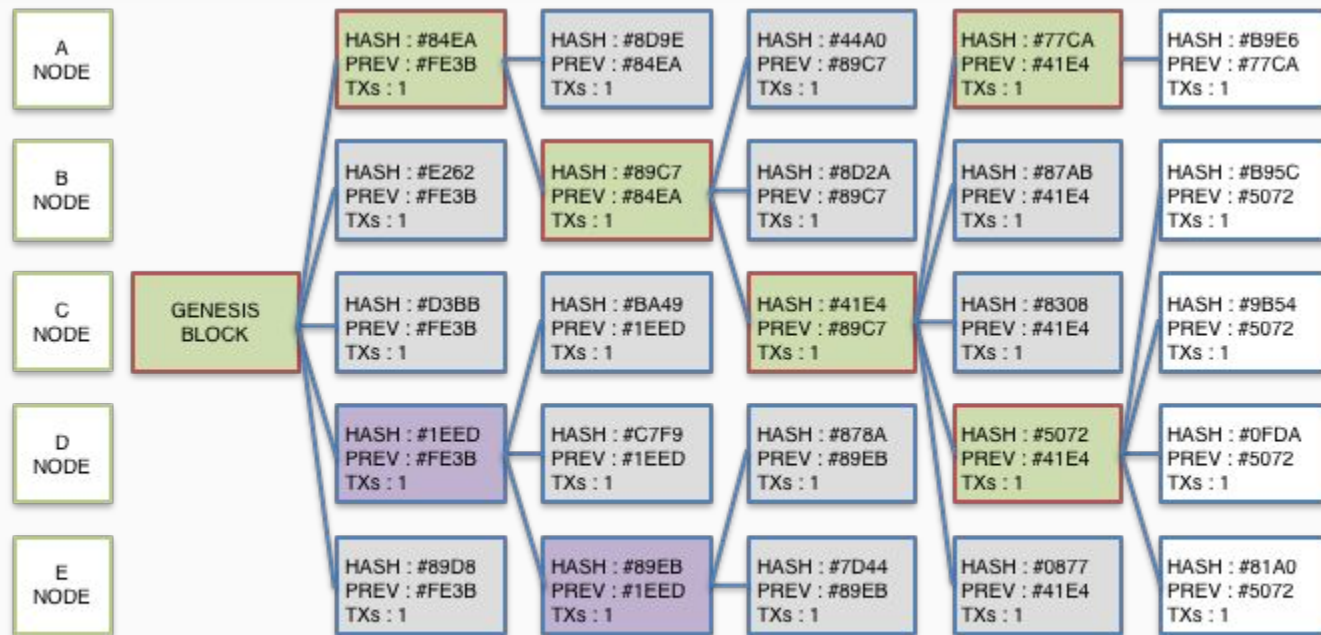 A
NODE
HASH : #84EA
PREV : #FE3B
TXs : 1
HASH : #8D9E
PREV : #84EA
TXs : 1
HASH : #44A0
PREV : #89C7
TXs : 1
HASH : #77CA
PREV : #41E4
TXs : 1
HASH : #B9E6
PREV : #77CA
TXs : 1
B
NODE
HASH : #E262
PREV : #FE3B
TXs : 1
HASH : #89C7
PREV : #84EA
TXs : 1
HASH : #8D2A
PREV : #89C7
TXs : 1
HASH : #87AB
PREV : #41E4
TXs : 1
HASH : #B95C
PREV : #5072
TXs : 1
C
NODE
GENESIS
BLOCK
HASH : #D3BB
PREV : #FE3B
TXs : 1
HASH : #BA49
PREV : #1EED
TXs : 1
HASH : #41E4
PREV : #89C7
TXs : 1
HASH : #8308
PREV : #41E4
TXs : 1
HASH : #9B54
PREV : #5072
TXs : 1
D
NODE
HASH : #1EED
PREV : #FE3B
TXs : 1
HASH : #C7F9
PREV : #1EED
TXs : 1
HASH : #878A
PREV : #89EB
TXs : 1
HASH : #5072
PREV : #41E4
TXs : 1
HASH : #0FDA
PREV : #5072
TXs : 1
E
NODE
HASH : #89D8
PREV : #FE3B
TXs : 1
HASH : #89EB
PREV : #1EED
TXs : 1
HASH : #7D44
PREV : #89EB
TXs : 1
HASH : #0877
PREV : #41E4
TXs : 1
HASH : #81A0
PREV : #5072
TXs : 1